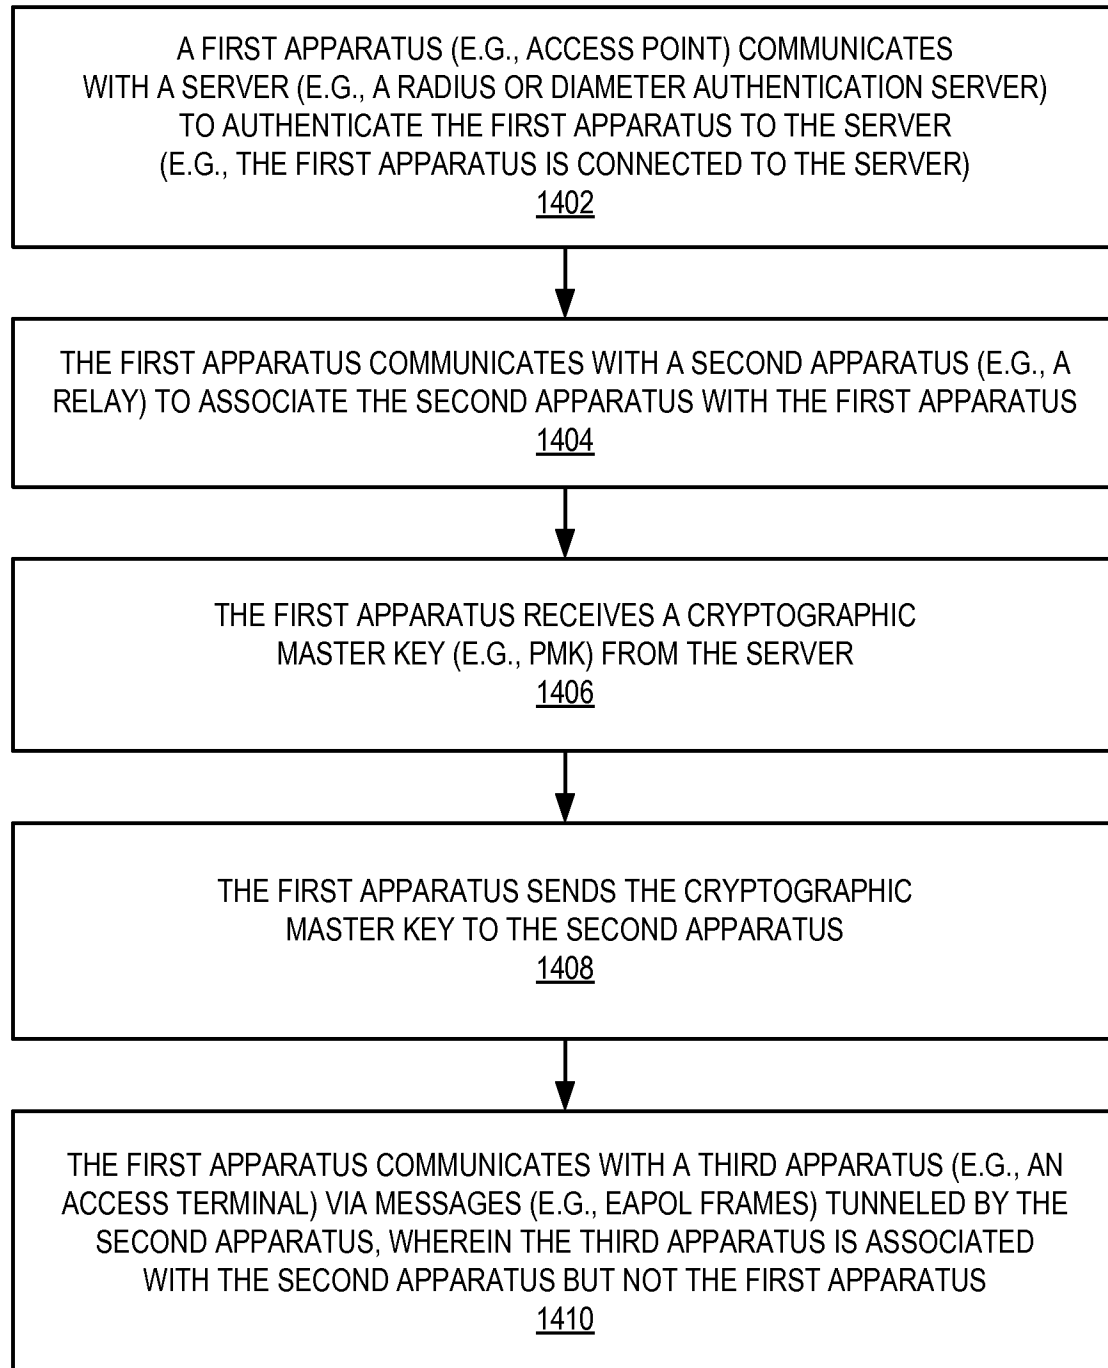 A FIRST APPARATUS (E.G., ACCESS POINT) COMMUNICATES
WITH A SERVER (E.G., A RADIUS OR DIAMETER AUTHENTICATION SERVER)
TO AUTHENTICATE THE FIRST APPARATUS TO THE SERVER
(E.G., THE FIRST APPARATUS IS CONNECTED TO THE SERVER)
1402
THE FIRST APPARATUS COMMUNICATES WITH A SECOND APPARATUS (E.G., A
RELAY) TO ASSOCIATE THE SECOND APPARATUS WITH THE FIRST APPARATUS
1404
THE FIRST APPARATUS RECEIVES A CRYPTOGRAPHIC
MASTER KEY (E.G., PMK) FROM THE SERVER
1406
THE FIRST APPARATUS SENDS THE CRYPTOGRAPHIC
MASTER KEY TO THE SECOND APPARATUS
1408
THE FIRST APPARATUS COMMUNICATES WITH A THIRD APPARATUS (E.G., AN
ACCESS TERMINAL) VIA MESSAGES (E.G., EAPOL FRAMES) TUNNELED BY THE
SECOND APPARATUS, WHEREIN THE THIRD APPARATUS IS ASSOCIATED
WITH THE SECOND APPARATUS BUT NOT THE FIRST APPARATUS
1410